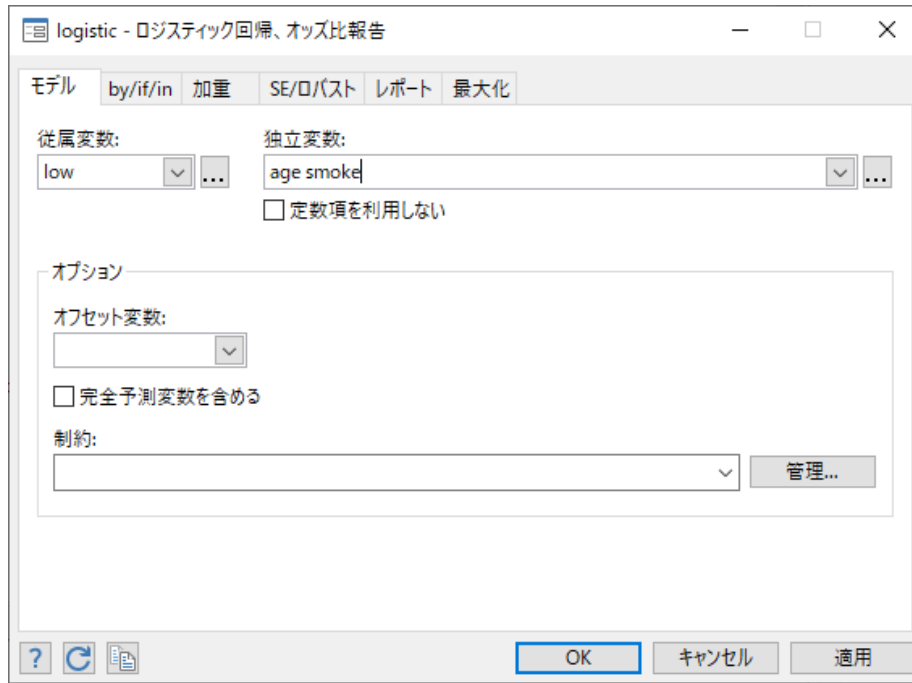 logistic - ロジスティック回帰、オッズ比報告
モデル by/if/in 加重 SE/ロバスト レポート 最大化
従属変数: 独立変数:
low ... age smoke ...
定数項を利用しない
オプション
オフセット変数:
完全予測変数を含める
制約:
管理...
? OK キャンセル 適用